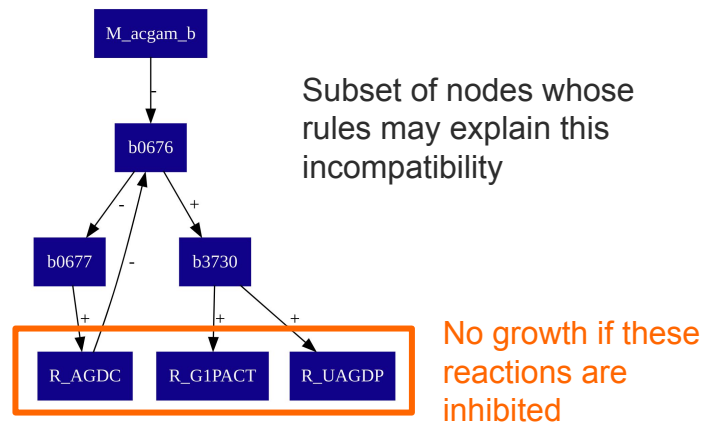 M_acgam_b
-
Subset of nodes whose
rules may explain this
incompatibility
b0676
-
+
-
b0677
b3730
+
+
+
R_AGDC
R_G1PACT
R_UAGDP
No growth if these
reactions are
inhibited